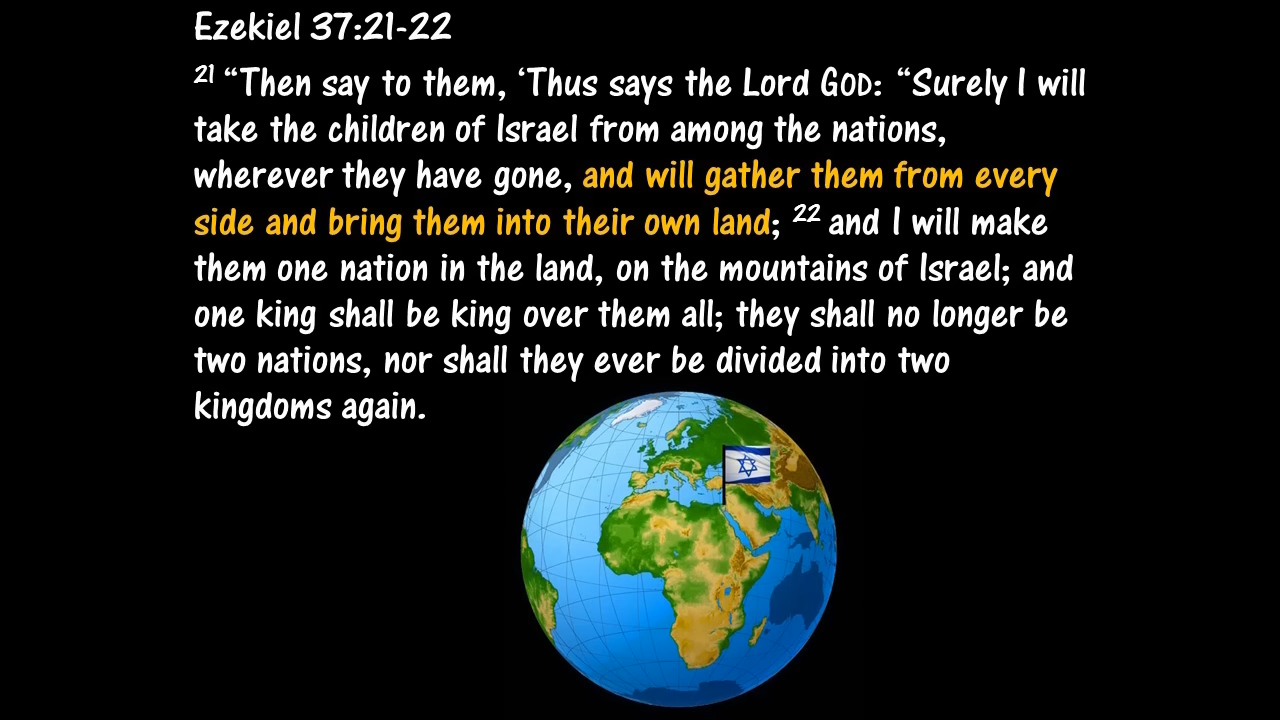 Ezekiel 37:21-22
21 “Then say to them, ‘Thus says the Lord GOD: “Surely I will
take the children of Israel from among the nations,
wherever they have gone, and will gather them from every
side and bring them into their own land; 22 and I will make
them one nation in the land, on the mountains of Israel; and
one king shall be king over them all; they shall no longer be
two nations, nor shall they ever be divided into two
kingdoms again.